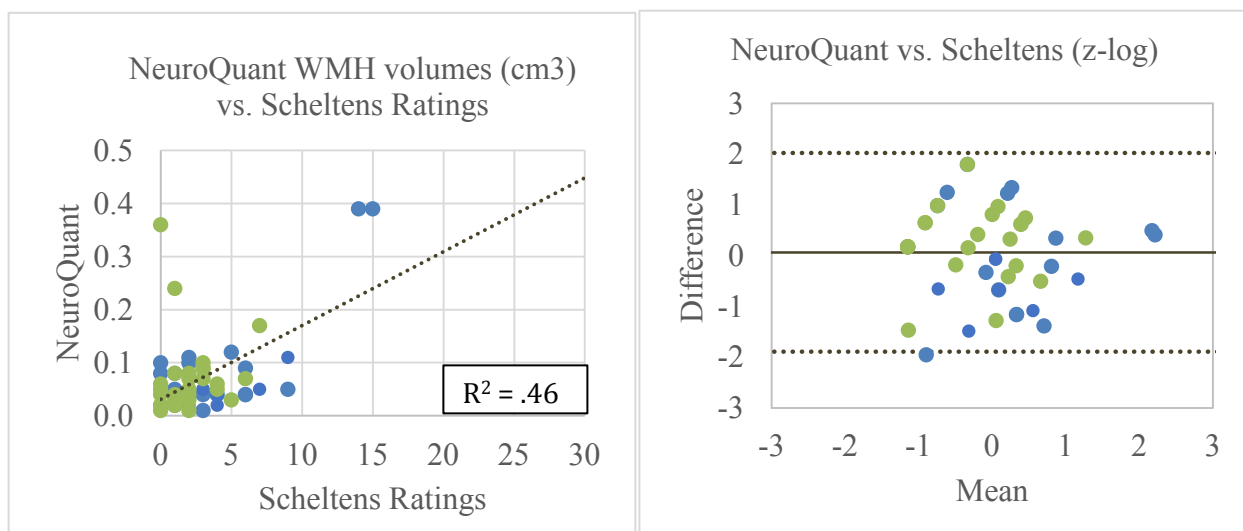 NeuroQuant WMH volumes (cm3)
vs. Scheltens Ratings
NeuroQuant
0.5
0.4
0.3
0.2
0.1
0.0
R² = .46
0 5 10 15 20 25 30
Scheltens Ratings
NeuroQuant vs. Scheltens (z-log)
Difference
3
2
1
0
-1
-2
-3
-3 -2 -1 0 1 2 3
Mean